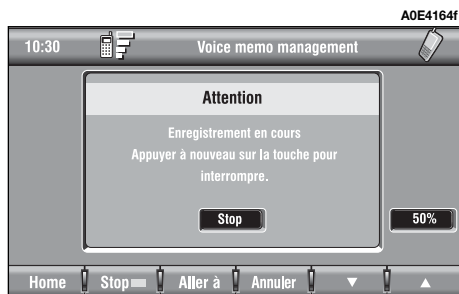 A0E4164f
10:30 Voice memo management
Attention
Enregistrement en cours
Appuyer à nouveau sur la touche pour
interrompre.
Stop
50%
Home Stop Aller à Annuler